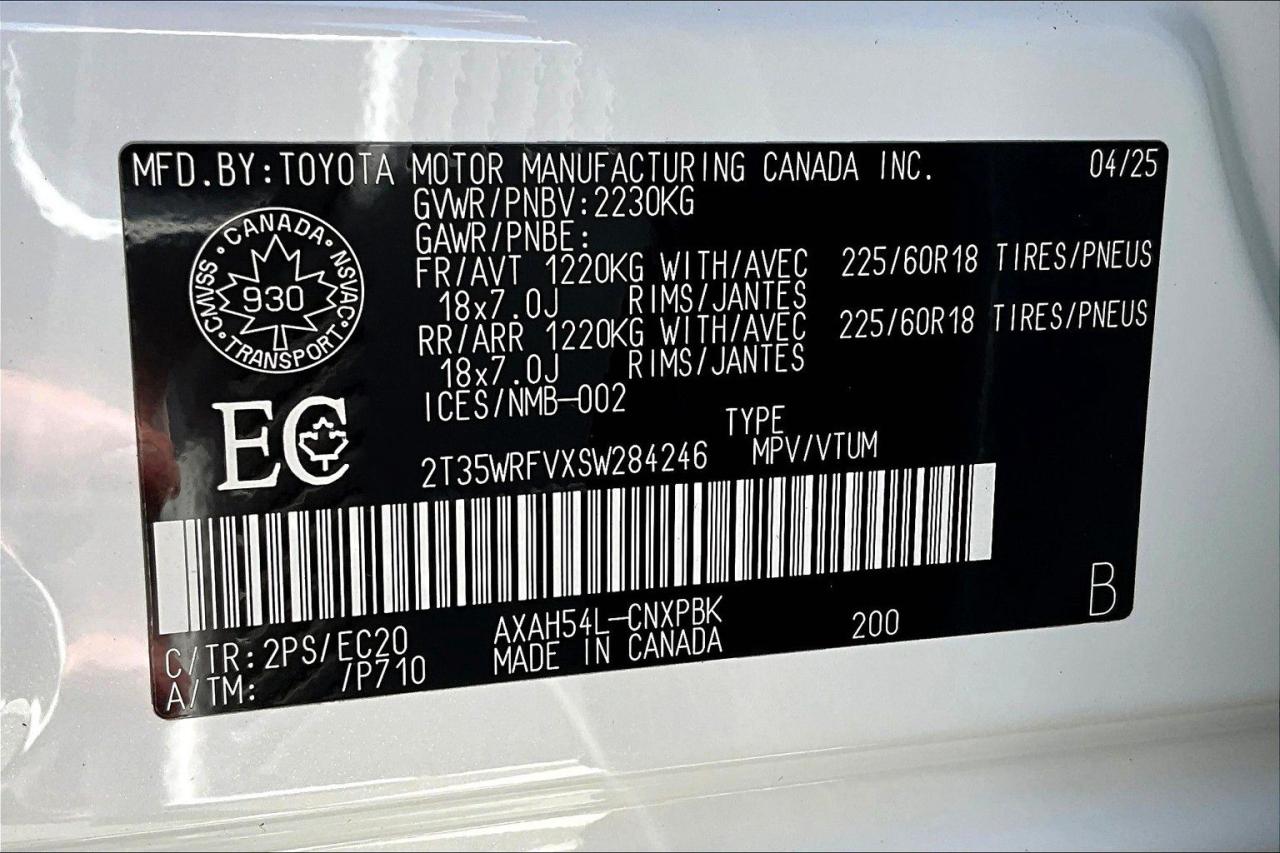 MFD.BY:TOYOTA MOTOR MANUFACTURING CANADA INC. 04/25
GVWR/PNBV:2230KG
GAWR/PNBE:
FR/AVT 1220KG WITH/AVEC 225/60R18 TIRES/PNEUS
18x7.0J RIMS/JANTES
RR/ARR 1220KG WITH/AVEC 225/60R18 TIRES/PNEUS
18x7.0J RIMS/JANTES
ICES/NMB-002
CANADA
CMVSS
NSVAC
930
TRANSPORT
EC
TYPE
2T35WRFVXSW284246 MPV/VTUM
C/TR:2PS/EC20 AXAH54L-CNXPBK 200 B
A/TM: /P710 MADE IN CANADA